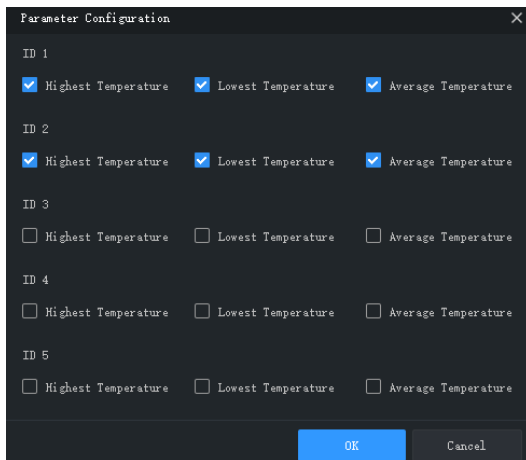 Parameter Configuration
ID 1
Highest Temperature Lowest Temperature Average Temperature
ID 2
Highest Temperature Lowest Temperature Average Temperature
ID 3
Highest Temperature Lowest Temperature Average Temperature
ID 4
Highest Temperature Lowest Temperature Average Temperature
ID 5
Highest Temperature Lowest Temperature Average Temperature
OK Cancel